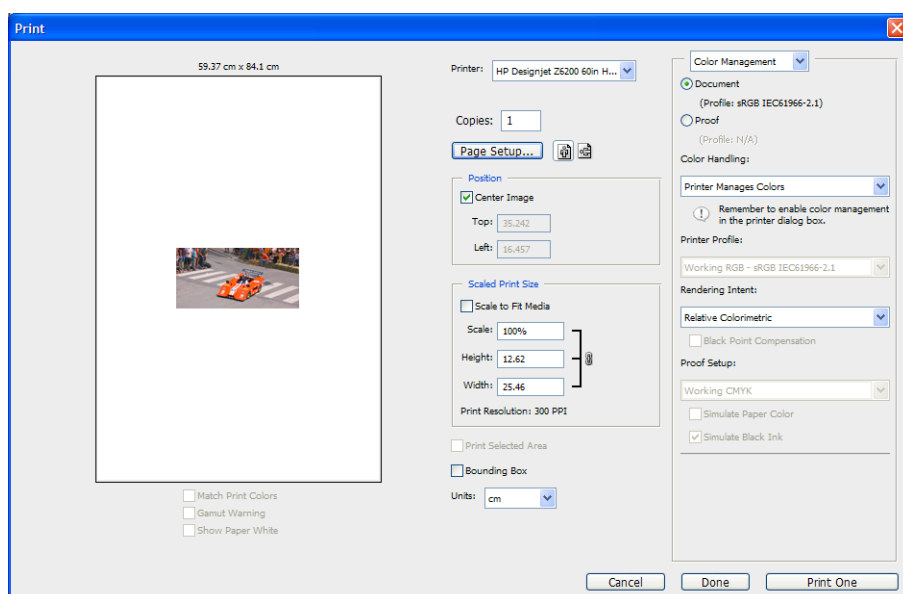 Print
59.37 cm x 84.1 cm
Match Print Colors
Gamut Warning
Show Paper White
Printer: HP Designjet Z6200 60in H...
Copies: 1
Page Setup...
Position
Center Image
Top: 35.242
Left: 16.457
Scaled Print Size
Scale to Fit Media
Scale: 100%
Height: 12.62
Width: 25.46
Print Resolution: 300 PPI
Print Selected Area
Bounding Box
Units: cm
Color Management
Document
(Profile: sRGB IEC61966-2.1)
Proof
(Profile: N/A)
Color Handling:
Printer Manages Colors
Remember to enable color management
in the printer dialog box.
Printer Profile:
Working RGB - sRGB IEC61966-2.1
Rendering Intent:
Relative Colorimetric
Black Point Compensation
Proof Setup:
Working CMYK
Simulate Paper Color
Simulate Black Ink
Cancel
Done
Print One